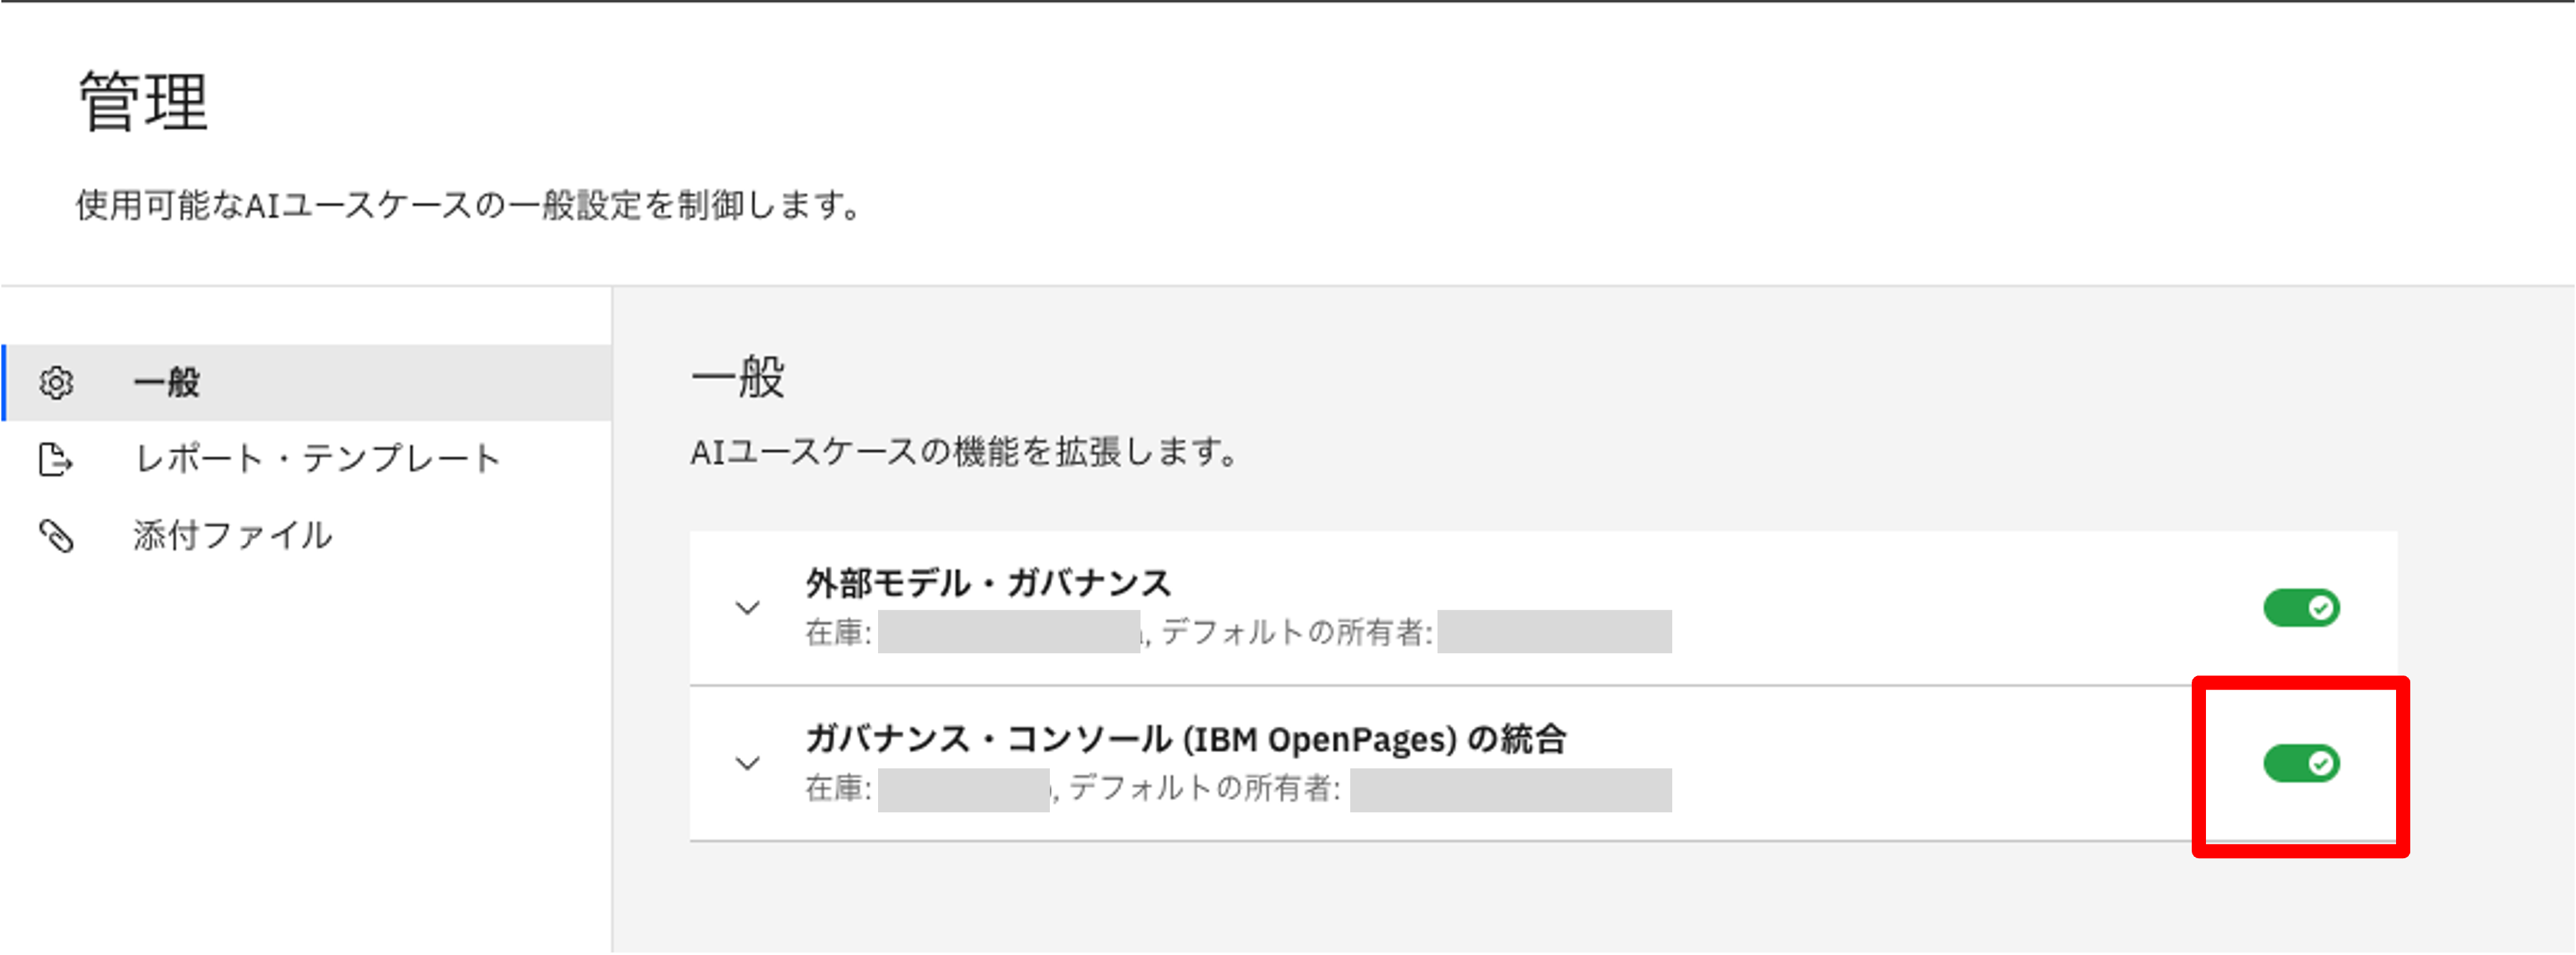 管理
使用可能なAIユースケースの一般設定を制御します。
一般
レポート・テンプレート
添付ファイル
一般
AIユースケースの機能を拡張します。
外部モデル・ガバナンス
在庫: , デフォルトの所有者:
ガバナンス・コンソール (IBM OpenPages) の統合
在庫: , デフォルトの所有者: